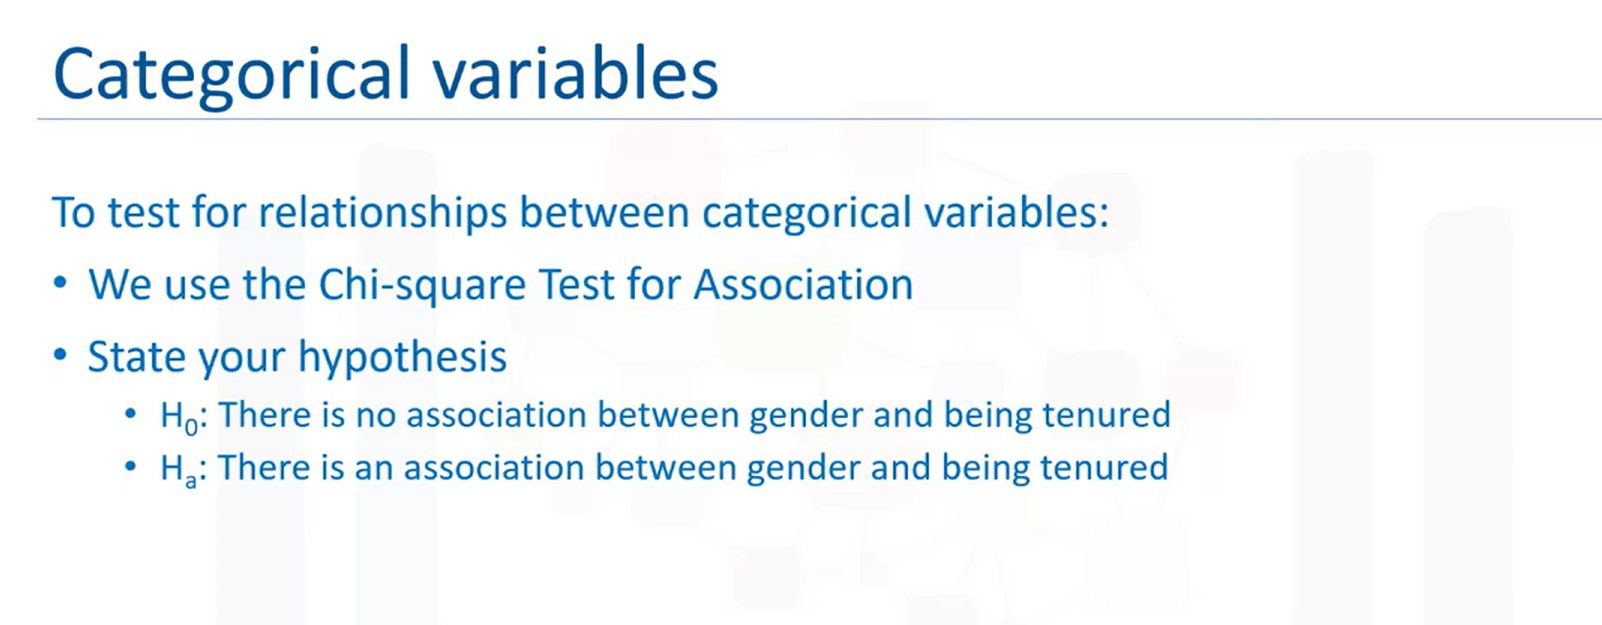 Categorical variables
To test for relationships between categorical variables:
• We use the Chi-square Test for Association
• State your hypothesis
• H₀: There is no association between gender and being tenured
• Hₐ: There is an association between gender and being tenured